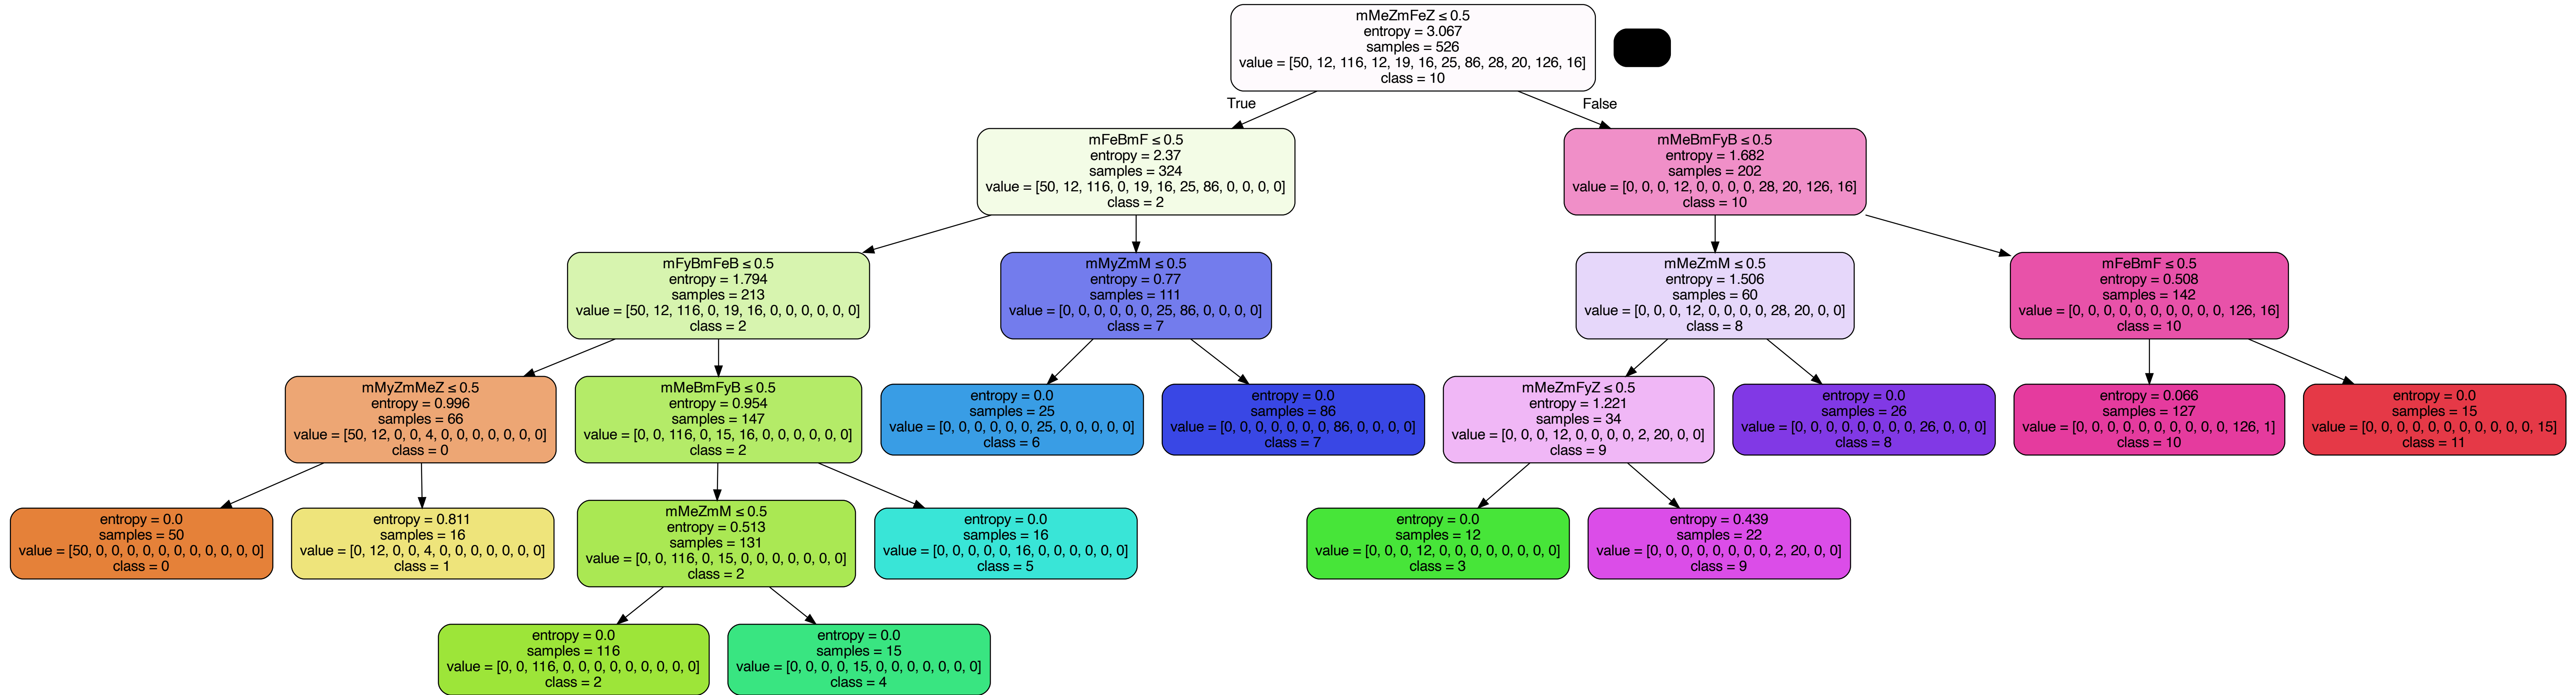 mMeZmFeZ ≤ 0.5
entropy = 3.067
samples = 526
value = [50, 12, 116, 12, 19, 16, 25, 86, 28, 20, 126, 16]
class = 10
True
False
mFeBmF ≤ 0.5
entropy = 2.37
samples = 324
value = [50, 12, 116, 0, 19, 16, 25, 86, 0, 0, 0, 0]
class = 2
mMeBmFyB ≤ 0.5
entropy = 1.682
samples = 202
value = [0, 0, 0, 12, 0, 0, 0, 0, 28, 20, 126, 16]
class = 10
mFyBmFeB ≤ 0.5
entropy = 1.794
samples = 213
value = [50, 12, 116, 0, 19, 16, 0, 0, 0, 0, 0, 0]
class = 2
mMyZmM ≤ 0.5
entropy = 0.77
samples = 111
value = [0, 0, 0, 0, 0, 0, 25, 86, 0, 0, 0, 0]
class = 7
mMeZmM ≤ 0.5
entropy = 1.506
samples = 60
value = [0, 0, 0, 12, 0, 0, 0, 0, 28, 20, 0, 0]
class = 8
mFeBmF ≤ 0.5
entropy = 0.508
samples = 142
value = [0, 0, 0, 0, 0, 0, 0, 0, 0, 0, 126, 16]
class = 10
mMyZmMeZ ≤ 0.5
entropy = 0.996
samples = 66
value = [50, 12, 0, 0, 4, 0, 0, 0, 0, 0, 0, 0]
class = 0
mMeBmFyB ≤ 0.5
entropy = 0.954
samples = 147
value = [0, 0, 116, 0, 15, 16, 0, 0, 0, 0, 0, 0]
class = 2
entropy = 0.0
samples = 25
value = [0, 0, 0, 0, 0, 0, 25, 0, 0, 0, 0, 0]
class = 6
entropy = 0.0
samples = 86
value = [0, 0, 0, 0, 0, 0, 0, 86, 0, 0, 0, 0]
class = 7
mMeZmFyZ ≤ 0.5
entropy = 1.221
samples = 34
value = [0, 0, 0, 12, 0, 0, 0, 0, 2, 20, 0, 0]
class = 9
entropy = 0.0
samples = 26
value = [0, 0, 0, 0, 0, 0, 0, 0, 26, 0, 0, 0]
class = 8
entropy = 0.066
samples = 127
value = [0, 0, 0, 0, 0, 0, 0, 0, 0, 0, 126, 1]
class = 10
entropy = 0.0
samples = 15
value = [0, 0, 0, 0, 0, 0, 0, 0, 0, 0, 0, 15]
class = 11
entropy = 0.0
samples = 50
value = [50, 0, 0, 0, 0, 0, 0, 0, 0, 0, 0, 0]
class = 0
entropy = 0.811
samples = 16
value = [0, 12, 0, 0, 4, 0, 0, 0, 0, 0, 0, 0]
class = 1
mMeZmM ≤ 0.5
entropy = 0.513
samples = 131
value = [0, 0, 116, 0, 15, 0, 0, 0, 0, 0, 0, 0]
class = 2
entropy = 0.0
samples = 16
value = [0, 0, 0, 0, 0, 16, 0, 0, 0, 0, 0, 0]
class = 5
entropy = 0.0
samples = 12
value = [0, 0, 0, 12, 0, 0, 0, 0, 0, 0, 0, 0]
class = 3
entropy = 0.439
samples = 22
value = [0, 0, 0, 0, 0, 0, 0, 0, 2, 20, 0, 0]
class = 9
entropy = 0.0
samples = 116
value = [0, 0, 116, 0, 0, 0, 0, 0, 0, 0, 0, 0]
class = 2
entropy = 0.0
samples = 15
value = [0, 0, 0, 0, 15, 0, 0, 0, 0, 0, 0, 0]
class = 4